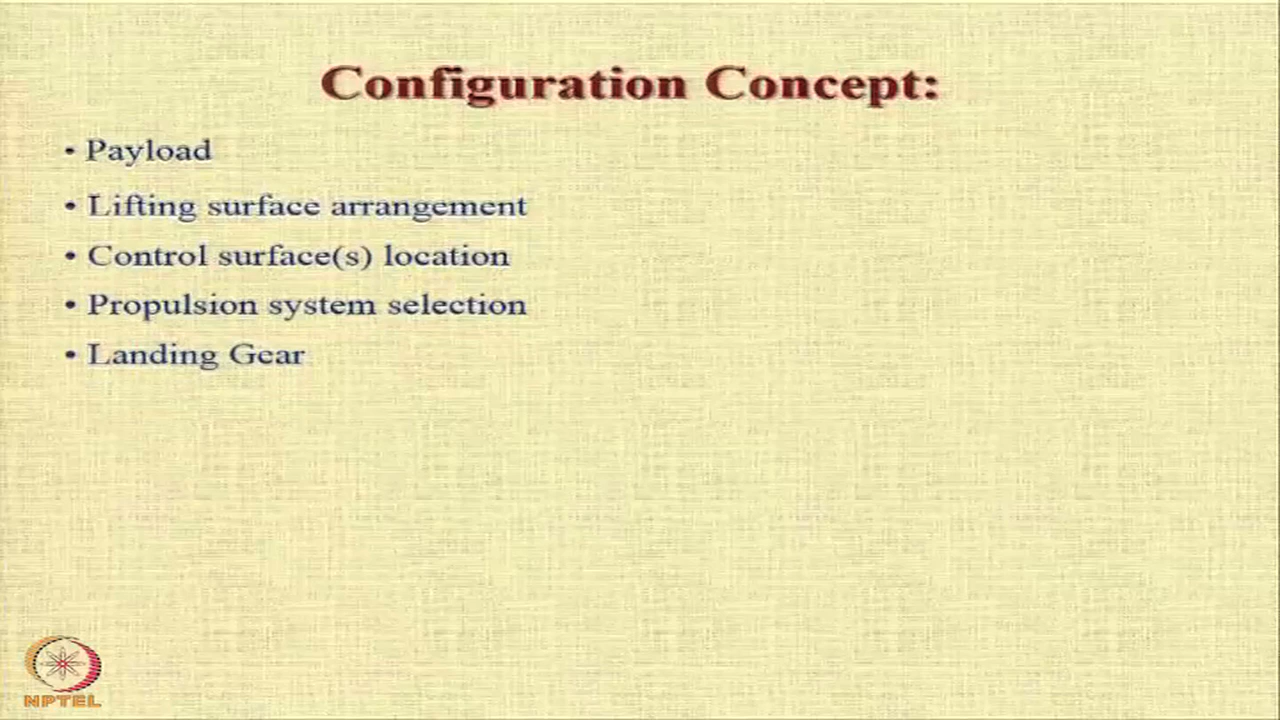 Configuration Concept:
• Payload
• Lifting surface arrangement
• Control surface(s) location
• Propulsion system selection
• Landing Gear
NPTEL